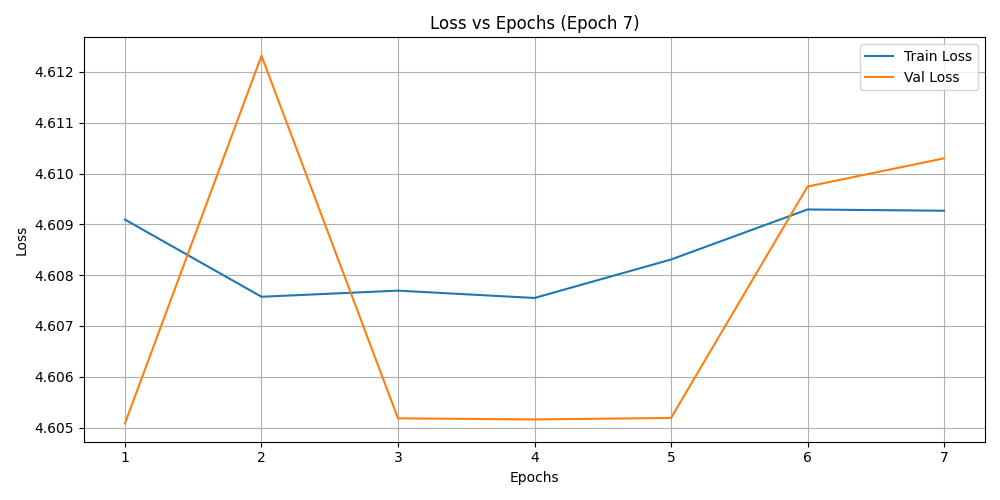 Loss vs Epochs (Epoch 7)
Train Loss
Val Loss
4.612
4.611
4.610
4.609
4.608
4.607
4.606
4.605
Loss
1 2 3 4 5 6 7
Epochs